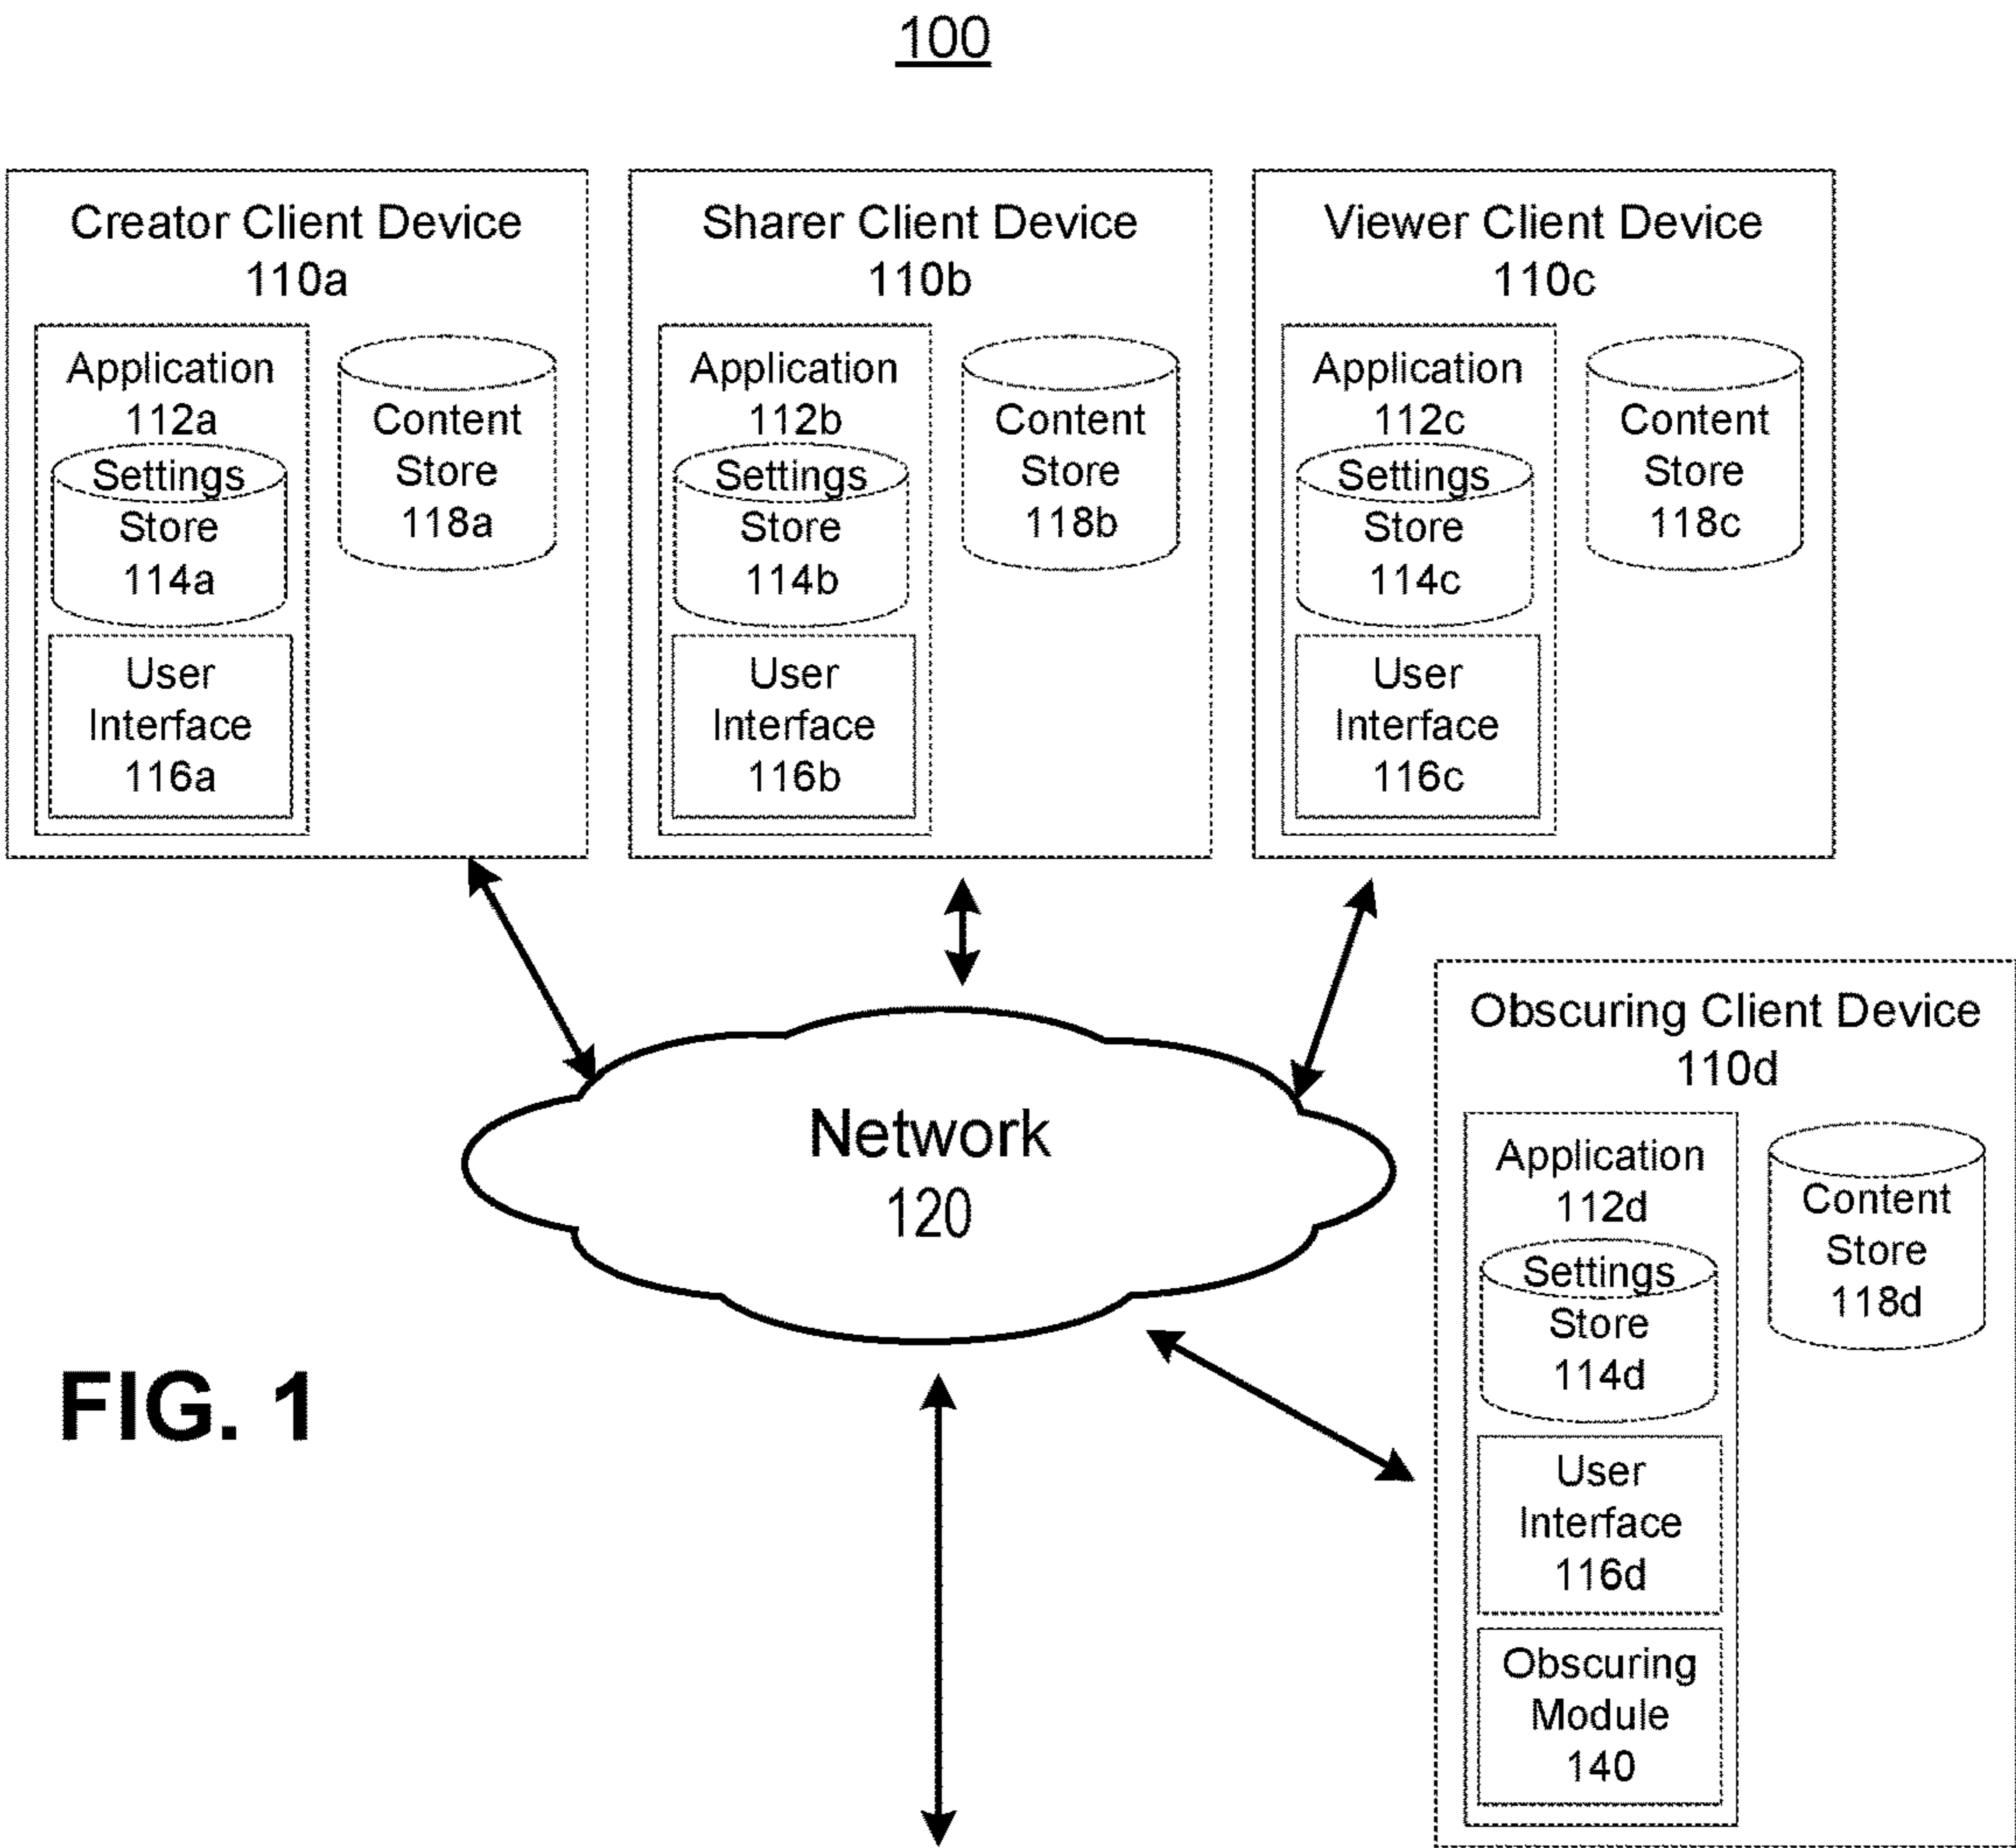 100
Creator Client Device
110a
Application
112a
Settings
Store
114a
User
Interface
116a
Content
Store
118a
Sharer Client Device
110b
Application
112b
Settings
Store
114b
User
Interface
116b
Content
Store
118b
Viewer Client Device
110c
Application
112c
Settings
Store
114c
User
Interface
116c
Content
Store
118c
Network
120
Obscuring Client Device
110d
Application
112d
Settings
Store
114d
User
Interface
116d
Obscuring
Module
140
Content
Store
118d
FIG. 1